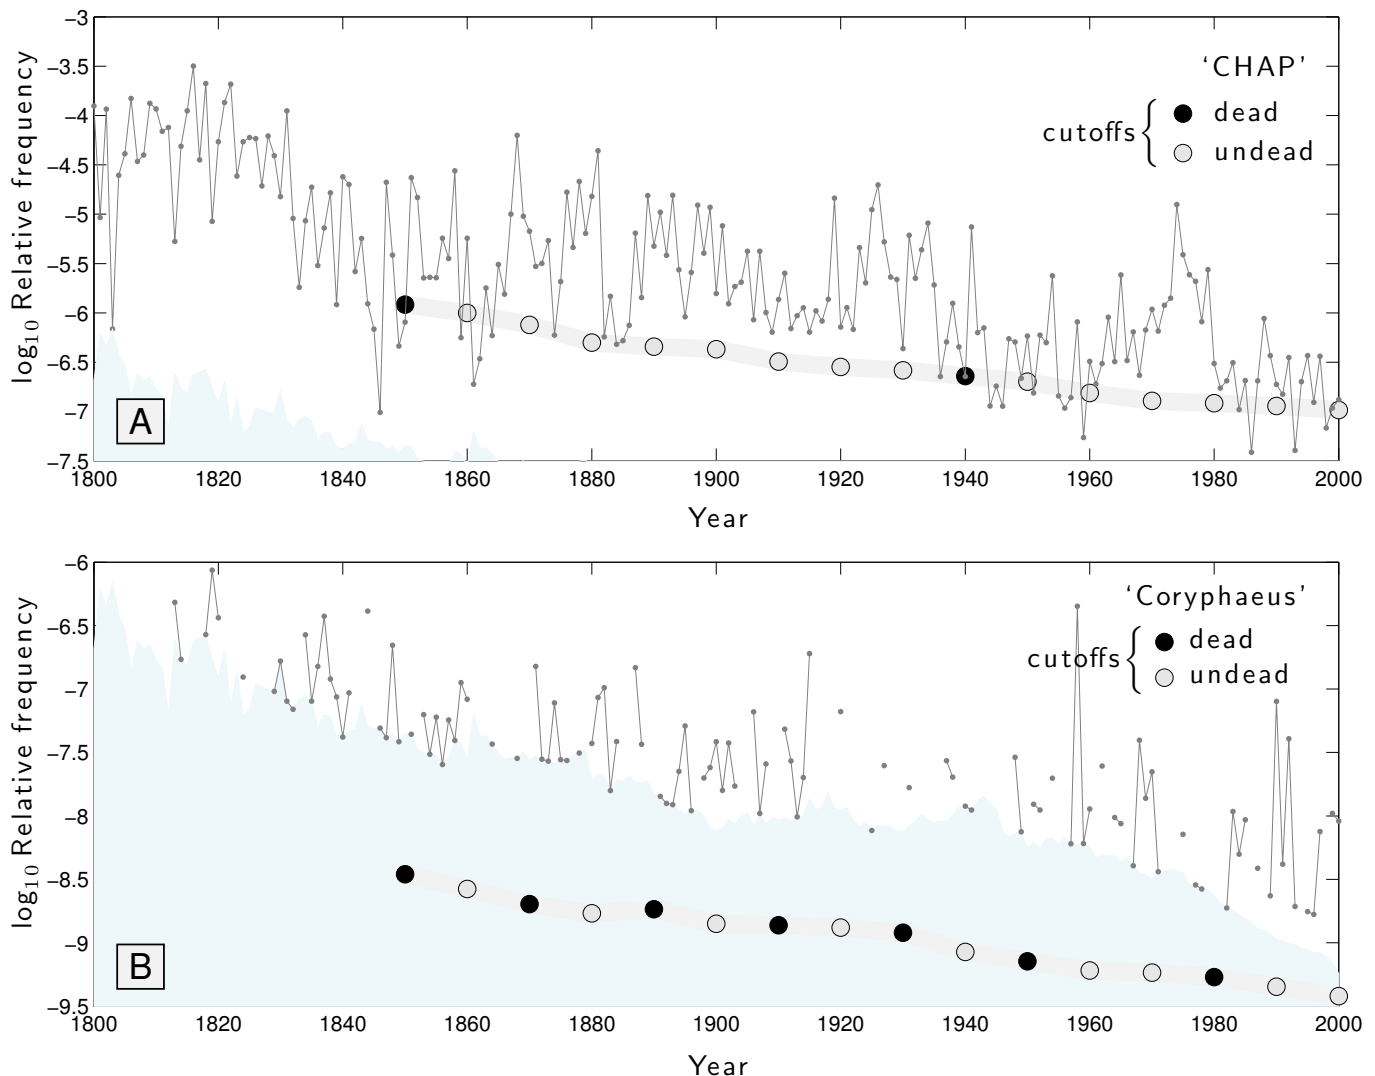 −3
−3.5
−4
−4.5
−5
−5.5
−6
−6.5
−7
−7.5
log₁₀ Relative frequency
‘CHAP’
cutoffs { dead
undead
A
1800 1820 1840 1860 1880 1900 1920 1940 1960 1980 2000
Year
−6
−6.5
−7
−7.5
−8
−8.5
−9
−9.5
log₁₀ Relative frequency
‘Coryphaeus’
cutoffs { dead
undead
B
1800 1820 1840 1860 1880 1900 1920 1940 1960 1980 2000
Year